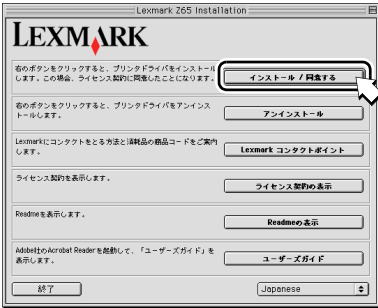 Lexmark Z65 Installation
LEXMARK
右のボタンをクリックすると、プリンタドライバをインストール
します。この場合、ライセンス契約に同意したことになります。
インストール / 同意する
右のボタンをクリックすると、プリンタドライバをアンインス
トールします。
アンインストール
Lexmarkにコンタクトをとる方法と消耗品の商品コードをご案内
します。
Lexmark コンタクトポイント
ライセンス契約を表示します。
ライセンス契約の表示
Readmeを表示します。
Readmeの表示
Adobe社のAcrobat Readerを起動して、「ユーザーズガイド」を
表示します。
ユーザーズガイド
終了
Japanese